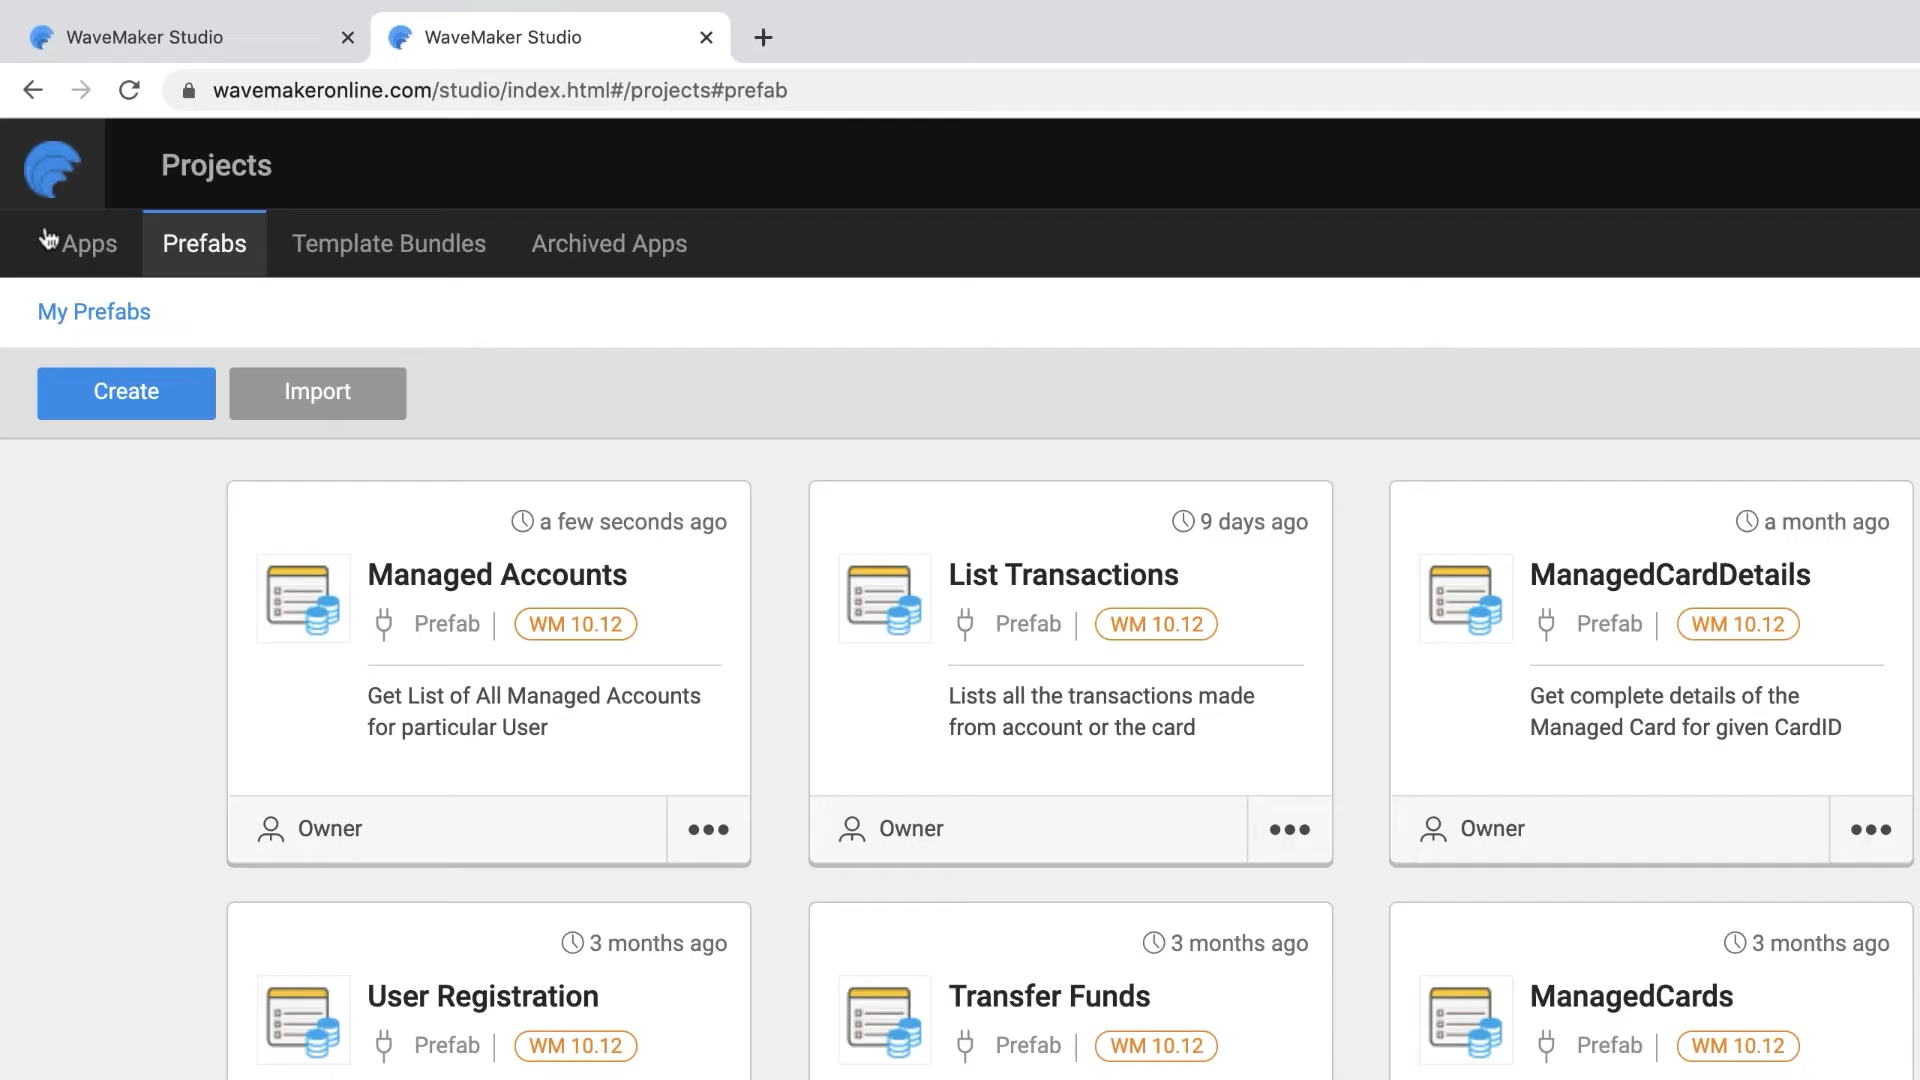 WaveMaker Studio
WaveMaker Studio
wavemakeronline.com/studio/index.html#/projects#prefab
Projects
Apps Prefabs Template Bundles Archived Apps
My Prefabs
Create Import
a few seconds ago
Managed Accounts
Prefab | WM 10.12
Get List of All Managed Accounts
for particular User
Owner
9 days ago
List Transactions
Prefab | WM 10.12
Lists all the transactions made
from account or the card
Owner
a month ago
ManagedCardDetails
Prefab | WM 10.12
Get complete details of the
Managed Card for given CardID
Owner
3 months ago
User Registration
Prefab | WM 10.12
3 months ago
Transfer Funds
Prefab | WM 10.12
3 months ago
ManagedCards
Prefab | WM 10.12